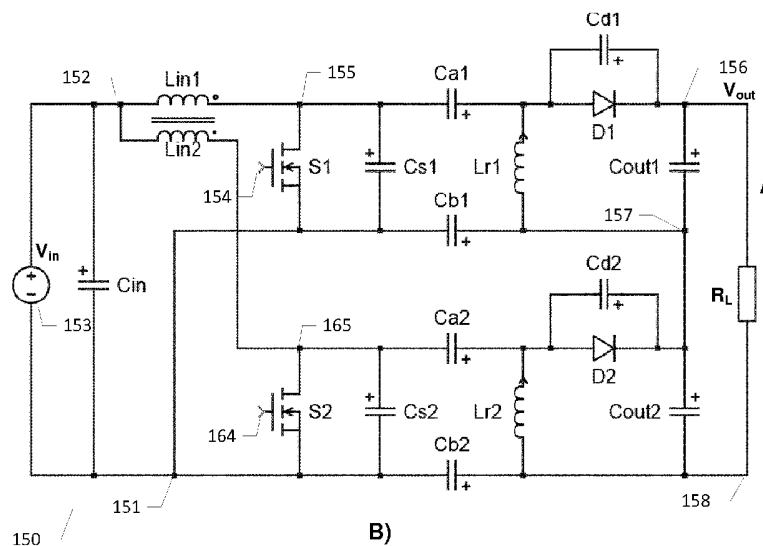 Cd1
+
152
Lin1
155
Ca1
156
Vout
+
D1
Lin2
+
S1
Cs1
Lr1
Cout1
154
Cb1
157
Vin
+
Cd2
+
Cin
153
Ca2
RL
165
+
D2
+
S2
Cs2
Lr2
Cout2
164
Cb2
+
151
158
150
B)